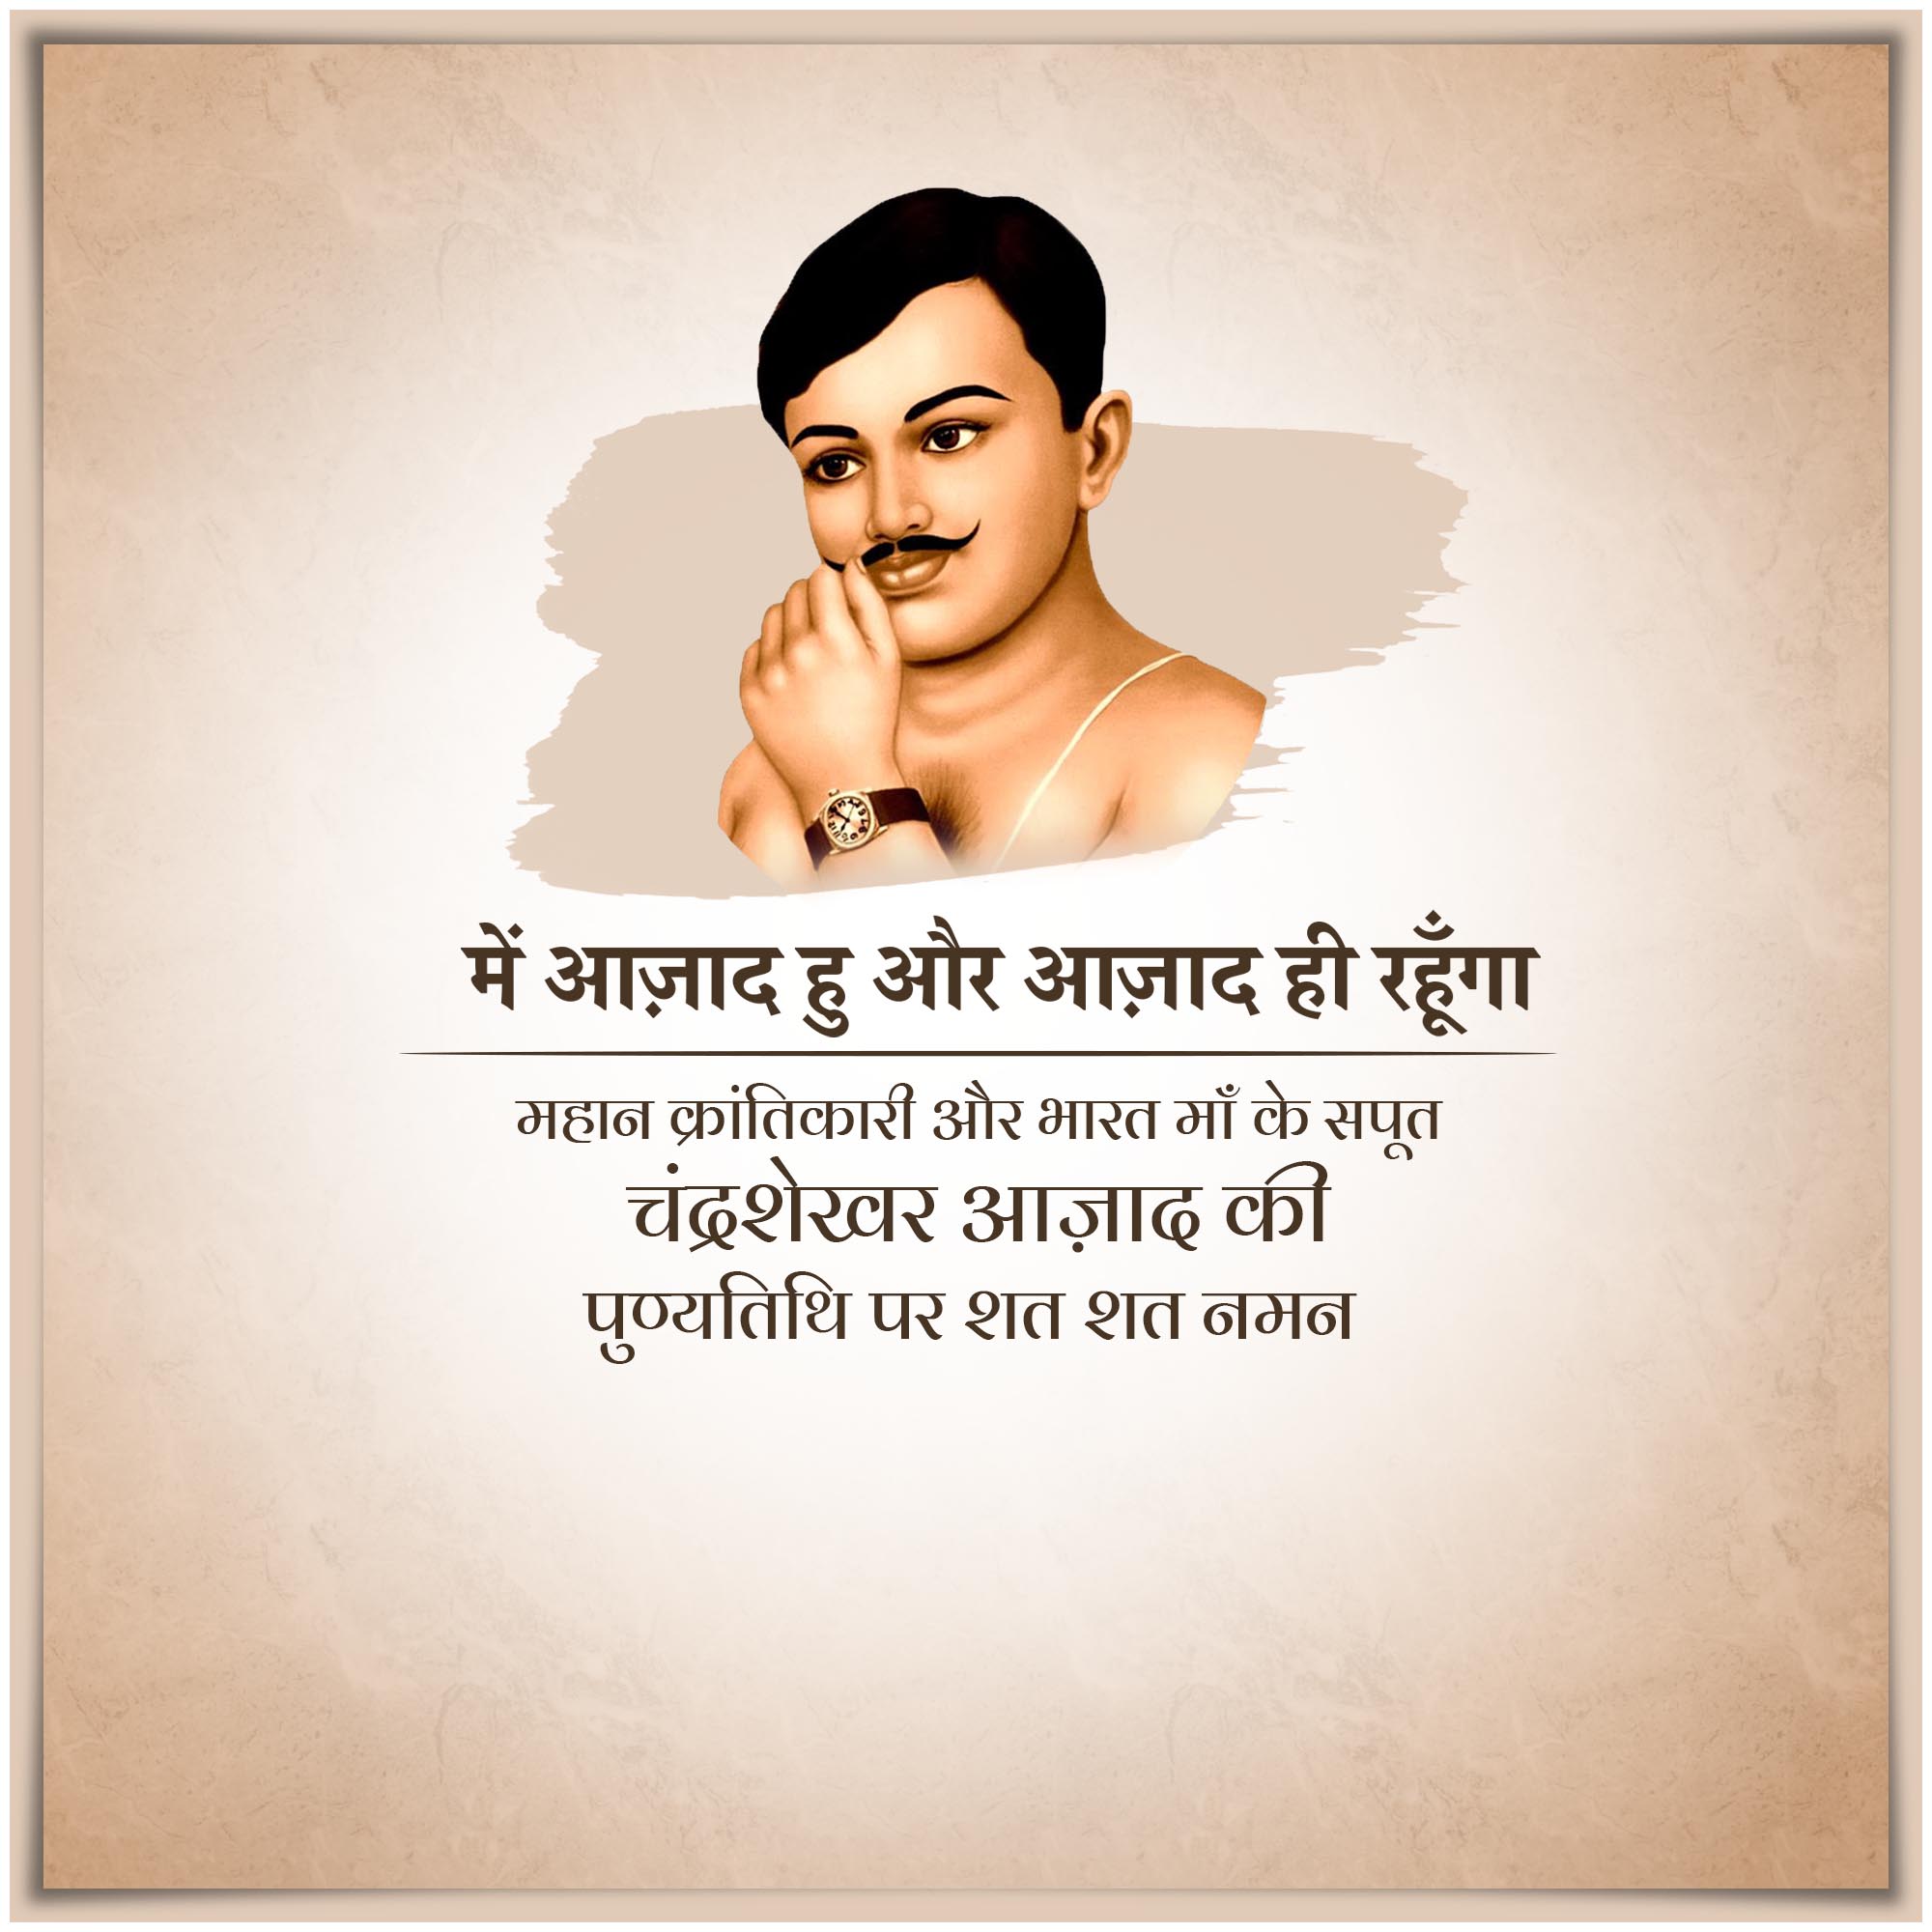 में आज़ाद हु और आज़ाद ही रहूँगा
महान क्रांतिकारी और भारत माँ के सपूत
चंद्रशेखर आज़ाद की
पुण्यतिथि पर शत शत नमन